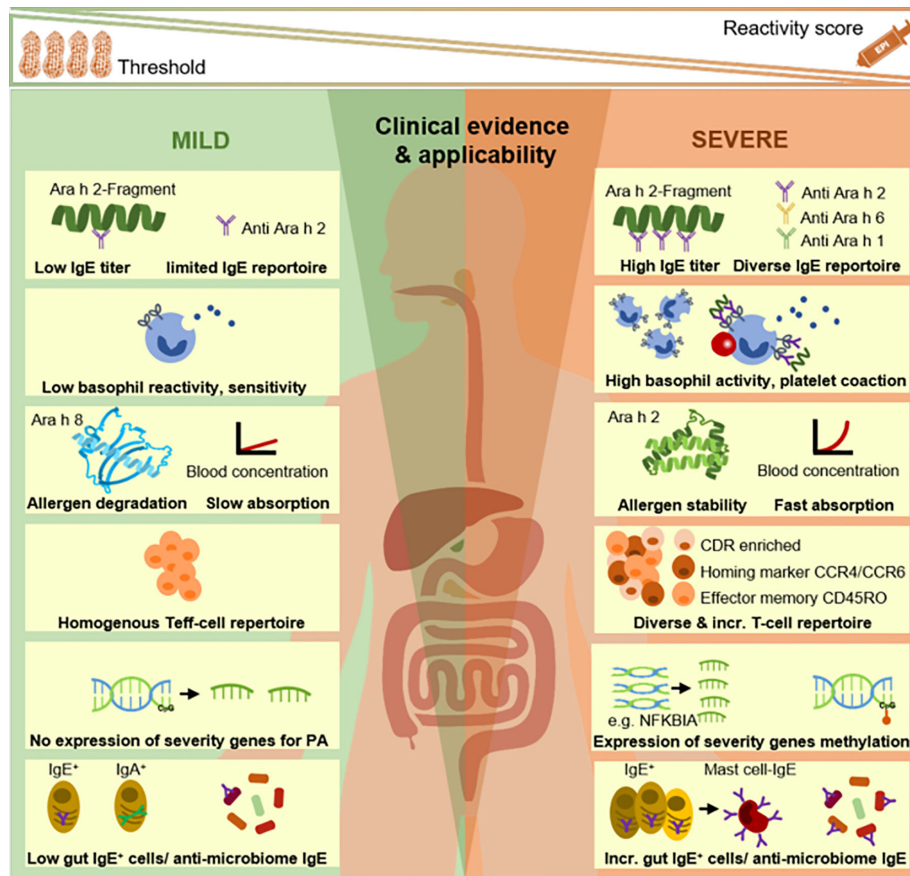 Reactivity score
EPI
Threshold
Clinical evidence
& applicability
MILD
Ara h 2-Fragment
Anti Ara h 2
Low IgE titer
limited IgE reportoire
Low basophil reactivity, sensitivity
Ara h 8
Blood concentration
Allergen degradation
Slow absorption
Homogenous Teff-cell repertoire
CpG
No expression of severity genes for PA
IgE⁺
IgA⁺
Low gut IgE⁺ cells/ anti-microbiome IgE
SEVERE
Ara h 2-Fragment
Anti Ara h 2
Anti Ara h 6
Anti Ara h 1
High IgE titer
Diverse IgE reportoire
High basophil activity, platelet coaction
Ara h 2
Blood concentration
Allergen stability
Fast absorption
CDR enriched
Homing marker CCR4/CCR6
Effector memory CD45RO
Diverse & incr. T-cell repertoire
e.g. NFKBIA
CpG
Expression of severity genes methylation
IgE⁺
Mast cell-IgE
Incr. gut IgE⁺ cells/ anti-microbiome IgE